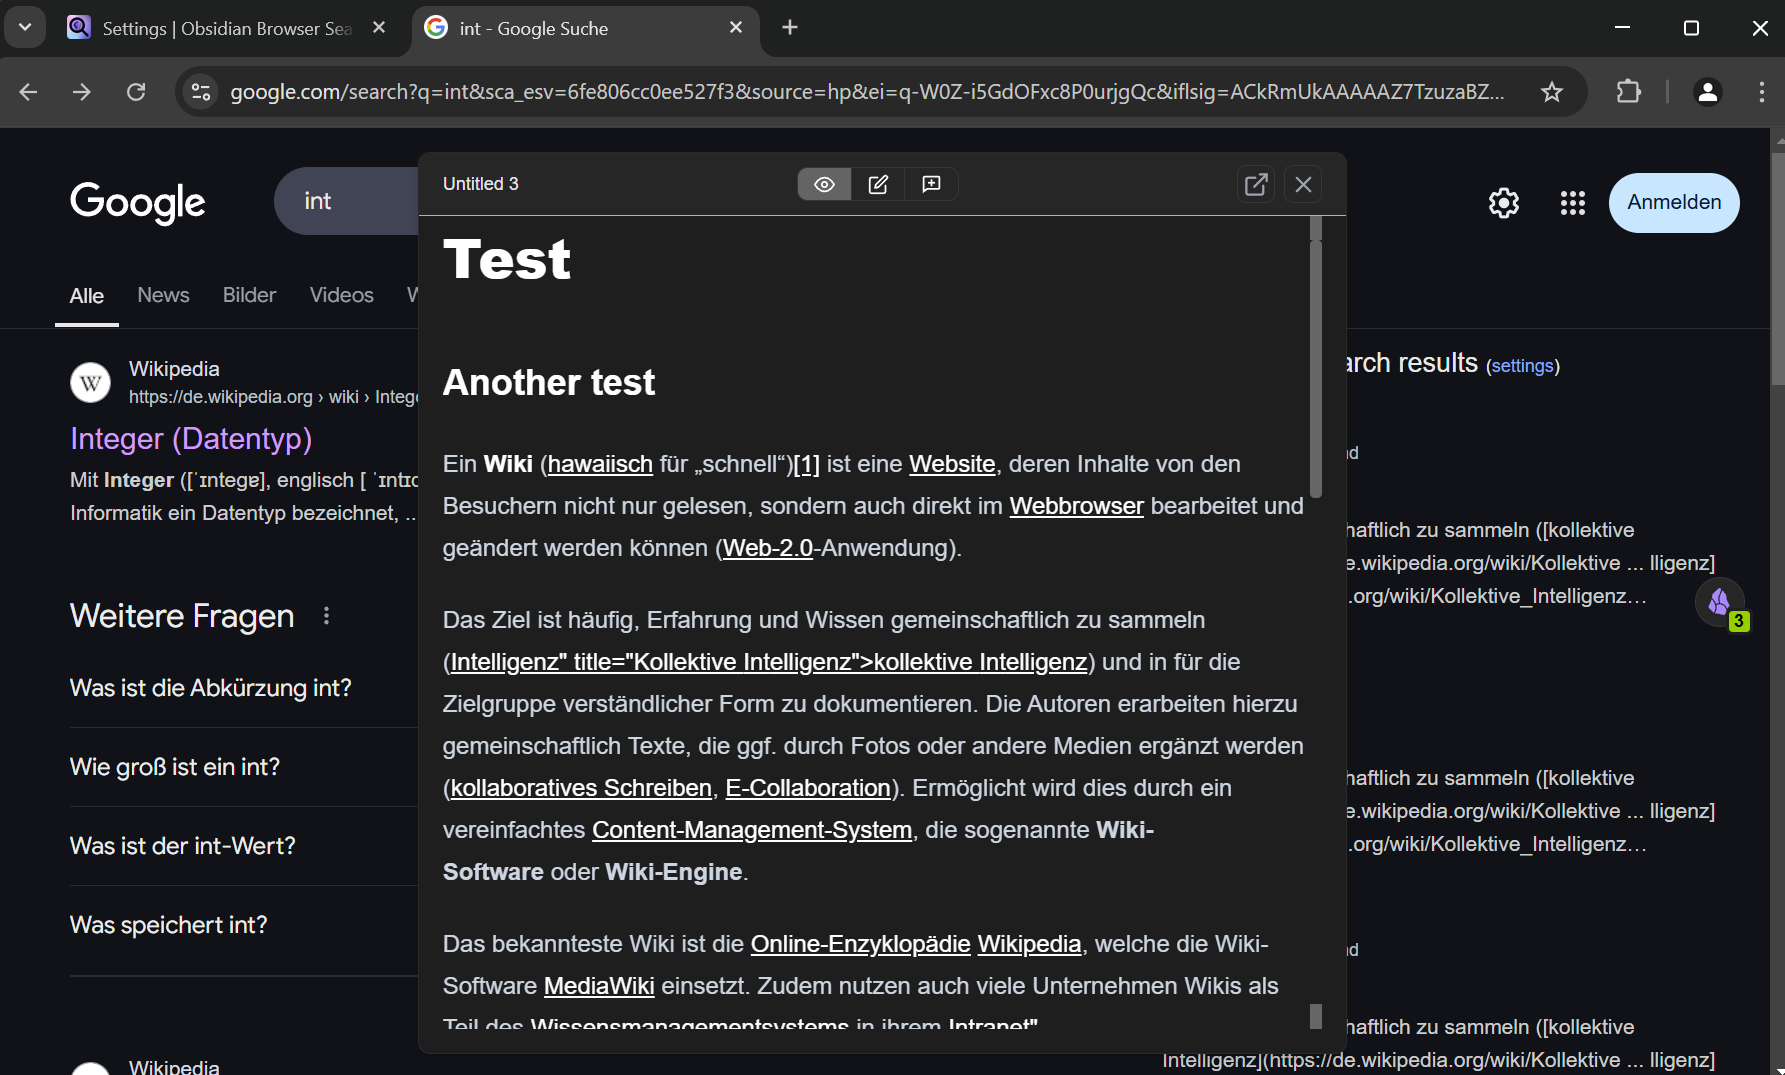 Settings | Obsidian Browser Sea
int - Google Suche
google.com/search?q=int&sca_esv=6fe806cc0ee527f3&source=hp&ei=q-W0Z-i5GdOFxc8P0urjgQc&iflsig=ACkRmUkAAAAAZ7TzuzaBZ...
Google
int
Anmelden
Alle
News
Bilder
Videos
Wikipedia
https://de.wikipedia.org › wiki › Intege
Integer (Datentyp)
Mit Integer ([ˈɪntegɐ], englisch [ ˈɪntɪ
Informatik ein Datentyp bezeichnet, ..
Weitere Fragen
Was ist die Abkürzung int?
Wie groß ist ein int?
Was ist der int-Wert?
Was speichert int?
Wikipedia
Untitled 3
Test
Another test
Ein Wiki (hawaiisch für „schnell“)[1] ist eine Website, deren Inhalte von den
Besuchern nicht nur gelesen, sondern auch direkt im Webbrowser bearbeitet und
geändert werden können (Web-2.0-Anwendung).
Das Ziel ist häufig, Erfahrung und Wissen gemeinschaftlich zu sammeln
(Intelligenz" title="Kollektive Intelligenz">kollektive Intelligenz) und in für die
Zielgruppe verständlicher Form zu dokumentieren. Die Autoren erarbeiten hierzu
gemeinschaftlich Texte, die ggf. durch Fotos oder andere Medien ergänzt werden
(kollaboratives Schreiben, E-Collaboration). Ermöglicht wird dies durch ein
vereinfachtes Content-Management-System, die sogenannte Wiki-
Software oder Wiki-Engine.
Das bekannteste Wiki ist die Online-Enzyklopädie Wikipedia, welche die Wiki-
Software MediaWiki einsetzt. Zudem nutzen auch viele Unternehmen Wikis als
Teil des Wissensmanagementsystems in ihrem Intranet"
arch results (settings)
nd
haftlich zu sammeln ([kollektive
e.wikipedia.org/wiki/Kollektive ... lligenz]
.org/wiki/Kollektive_Intelligenz...
3
haftlich zu sammeln ([kollektive
e.wikipedia.org/wiki/Kollektive ... lligenz]
.org/wiki/Kollektive_Intelligenz...
nd
haftlich zu sammeln ([kollektive
Intelligenz](https://de.wikipedia.org/wiki/Kollektive ... lligenz]